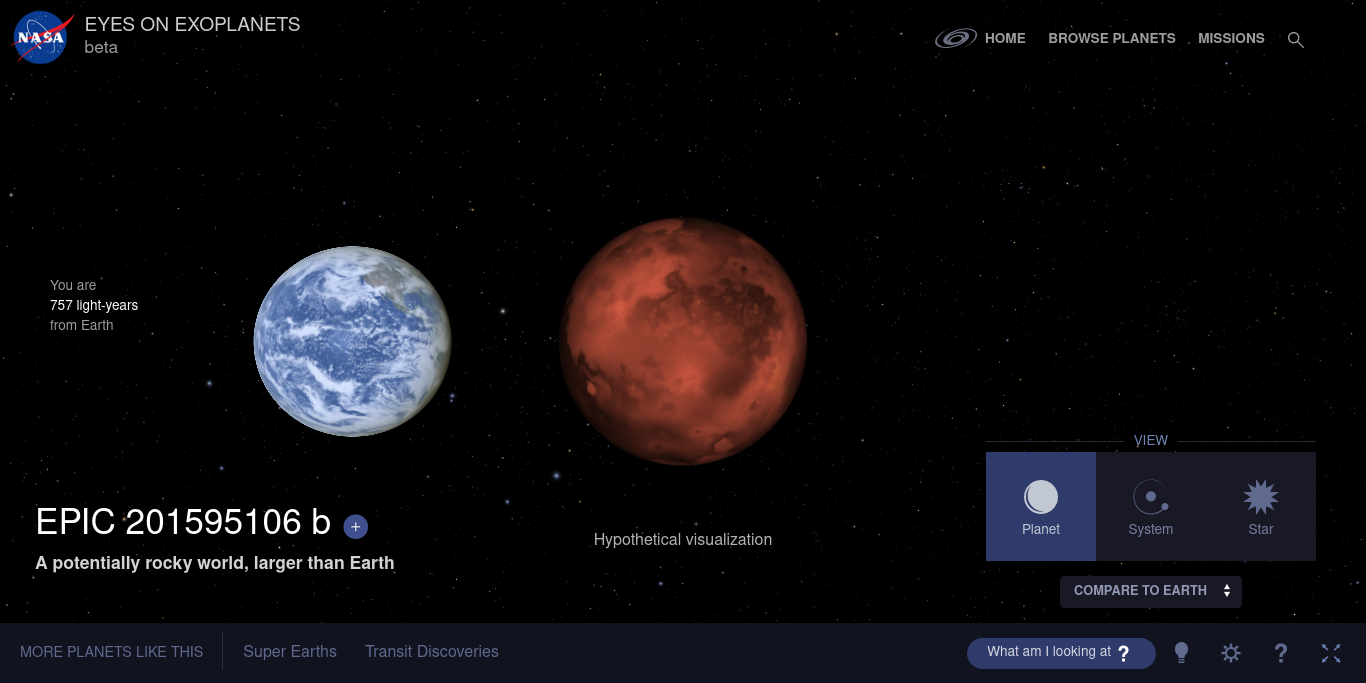 NASA
EYES ON EXOPLANETS
beta
HOME
BROWSE PLANETS
MISSIONS
You are
757 light-years
from Earth
EPIC 201595106 b +
A potentially rocky world, larger than Earth
Hypothetical visualization
VIEW
Planet
System
Star
COMPARE TO EARTH
MORE PLANETS LIKE THIS
Super Earths
Transit Discoveries
What am I looking at ?
?